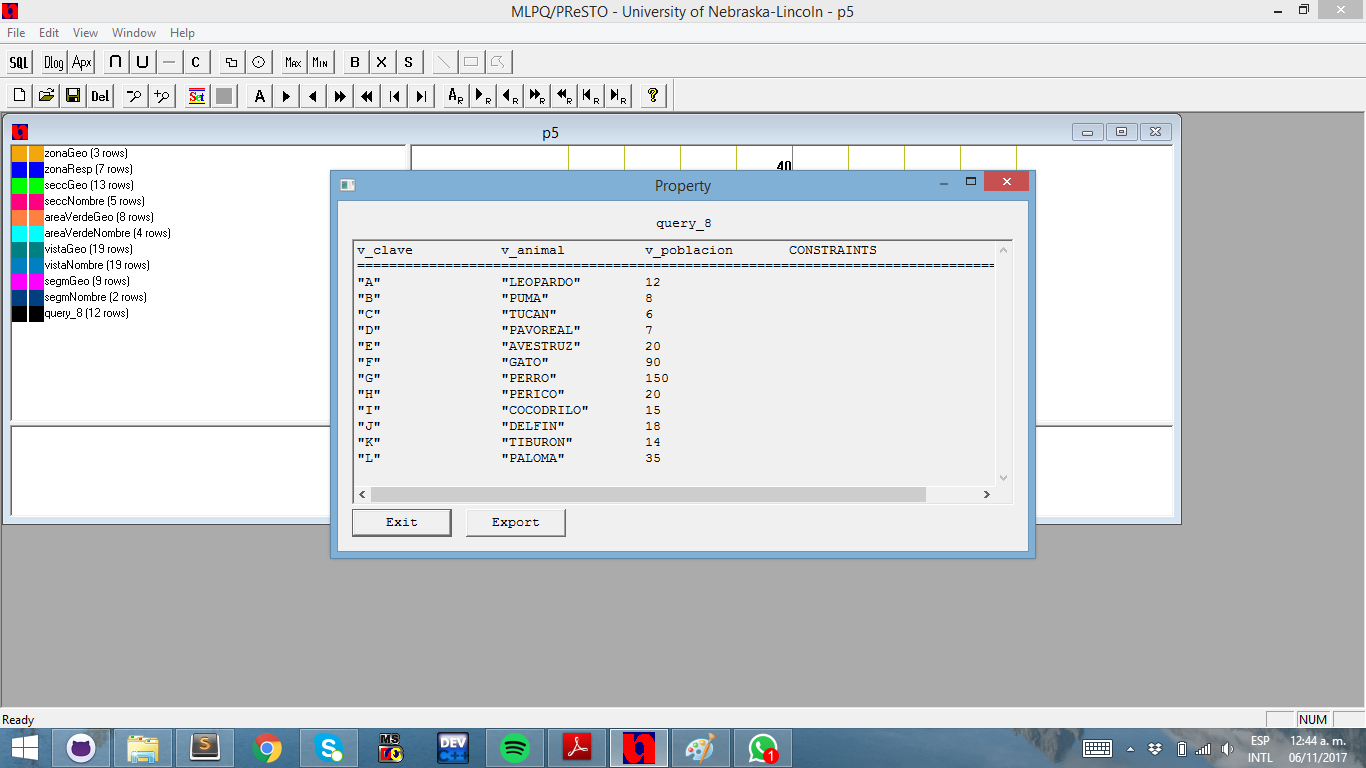 MLPQ/PReSTO - University of Nebraska-Lincoln - p5
File Edit View Window Help
SQL Dlog Apx C Max Min B X S
Del Set A AR R R R R R R ?
p5
zonaGeo (3 rows)
zonaResp (7 rows)
seccGeo (13 rows)
seccNombre (5 rows)
areaVerdeGeo (8 rows)
areaVerdeNombre (4 rows)
vistaGeo (19 rows)
vistaNombre (19 rows)
segmGeo (9 rows)
segmNombre (2 rows)
query_8 (12 rows)
40
Property
query_8
v_clave v_animal v_poblacion CONSTRAINTS
================================================================================
"A" "LEOPARDO" 12
"B" "PUMA" 8
"C" "TUCAN" 6
"D" "PAVOREAL" 7
"E" "AVESTRUZ" 20
"F" "GATO" 90
"G" "PERRO" 150
"H" "PERICO" 20
"I" "COCODRILO" 15
"J" "DELFIN" 18
"K" "TIBURON" 14
"L" "PALOMA" 35
Exit Export
Ready NUM
S MS DEV C++ 1
ESP 12:44 a. m.
INTL 06/11/2017